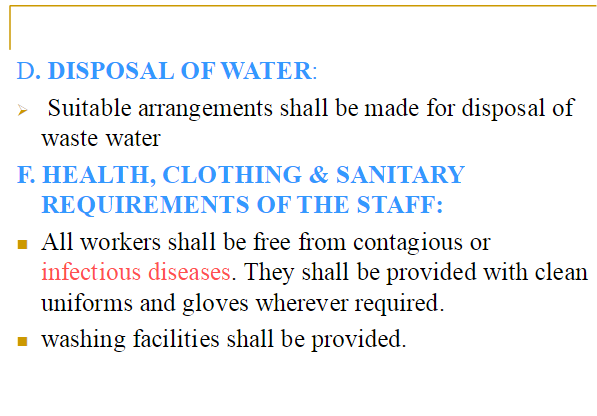 D. DISPOSAL OF WATER:
Suitable arrangements shall be made for disposal of
waste water
F. HEALTH, CLOTHING & SANITARY
REQUIREMENTS OF THE STAFF:
All workers shall be free from contagious or
infectious diseases. They shall be provided with clean
uniforms and gloves wherever required.
washing facilities shall be provided.